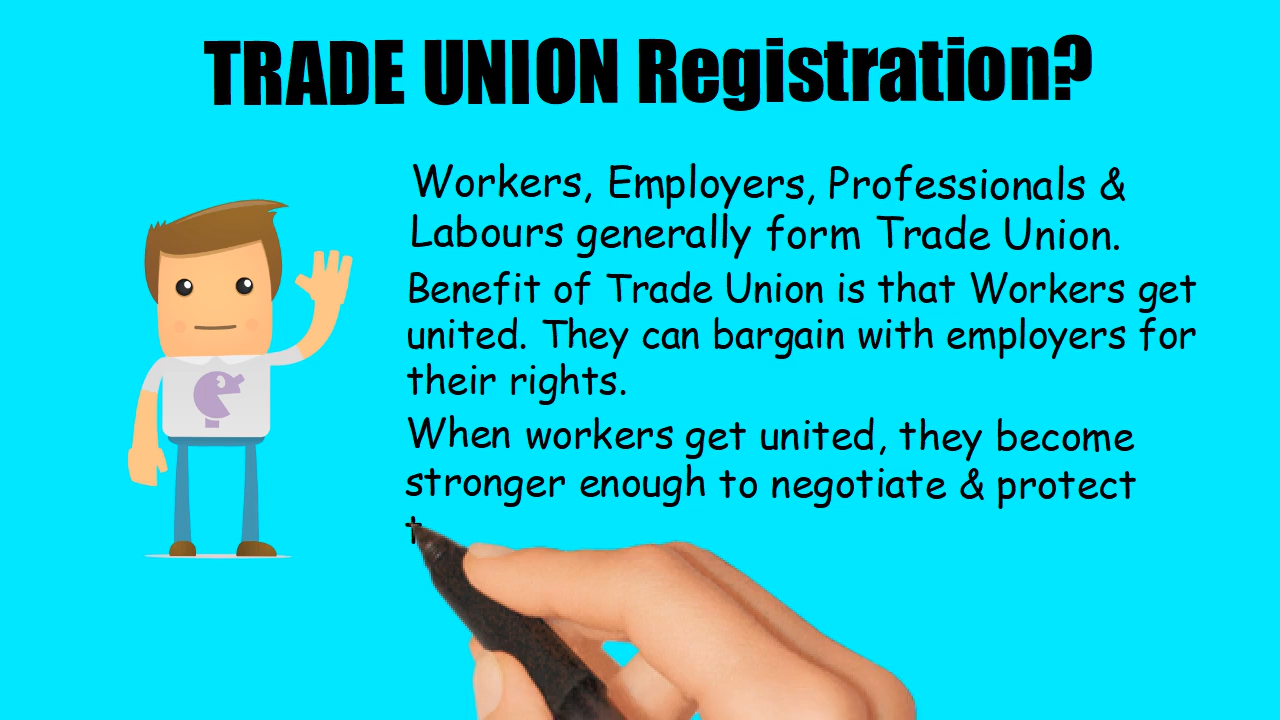 TRADE UNION Registration?
Workers, Employers, Professionals &
Labours generally form Trade Union.
Benefit of Trade Union is that Workers get
united. They can bargain with employers for
their rights.
When workers get united, they become
stronger enough to negotiate & protect
t